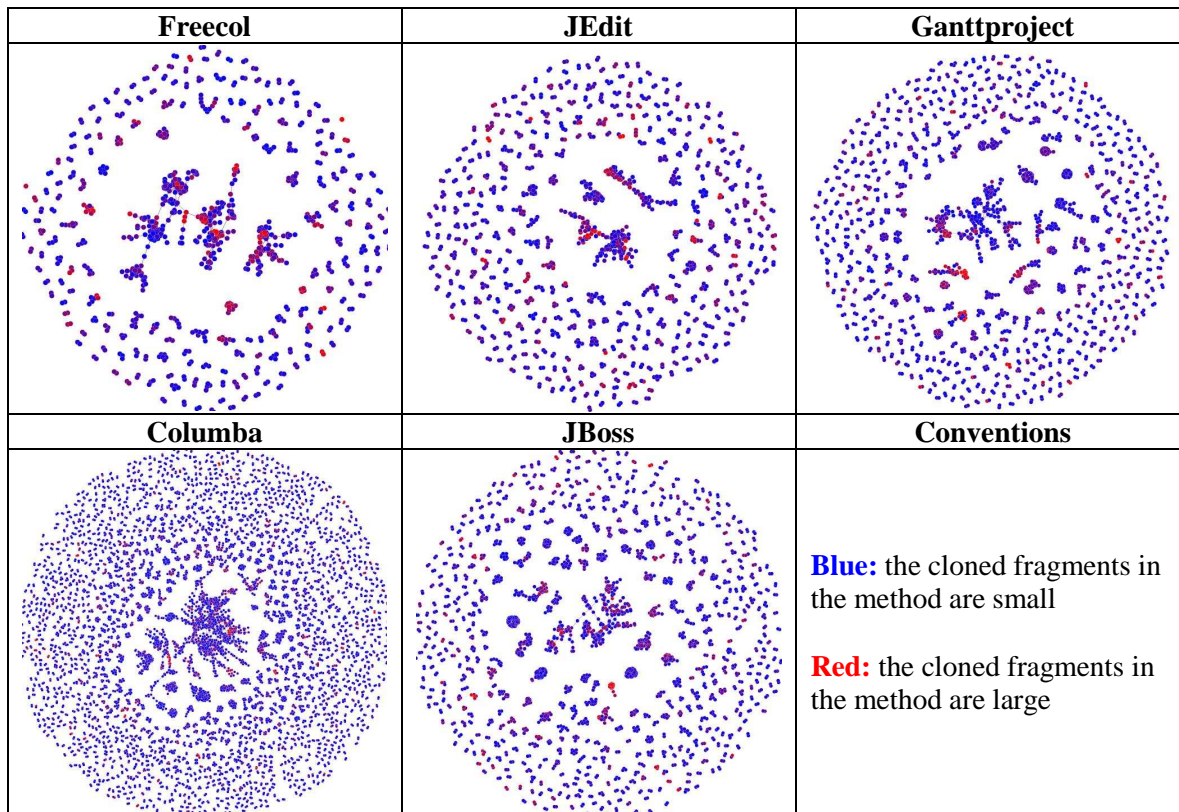 Freecol
JEdit
Ganttproject
Columba
JBoss
Conventions
Blue: the cloned fragments in
the method are small
Red: the cloned fragments in
the method are large